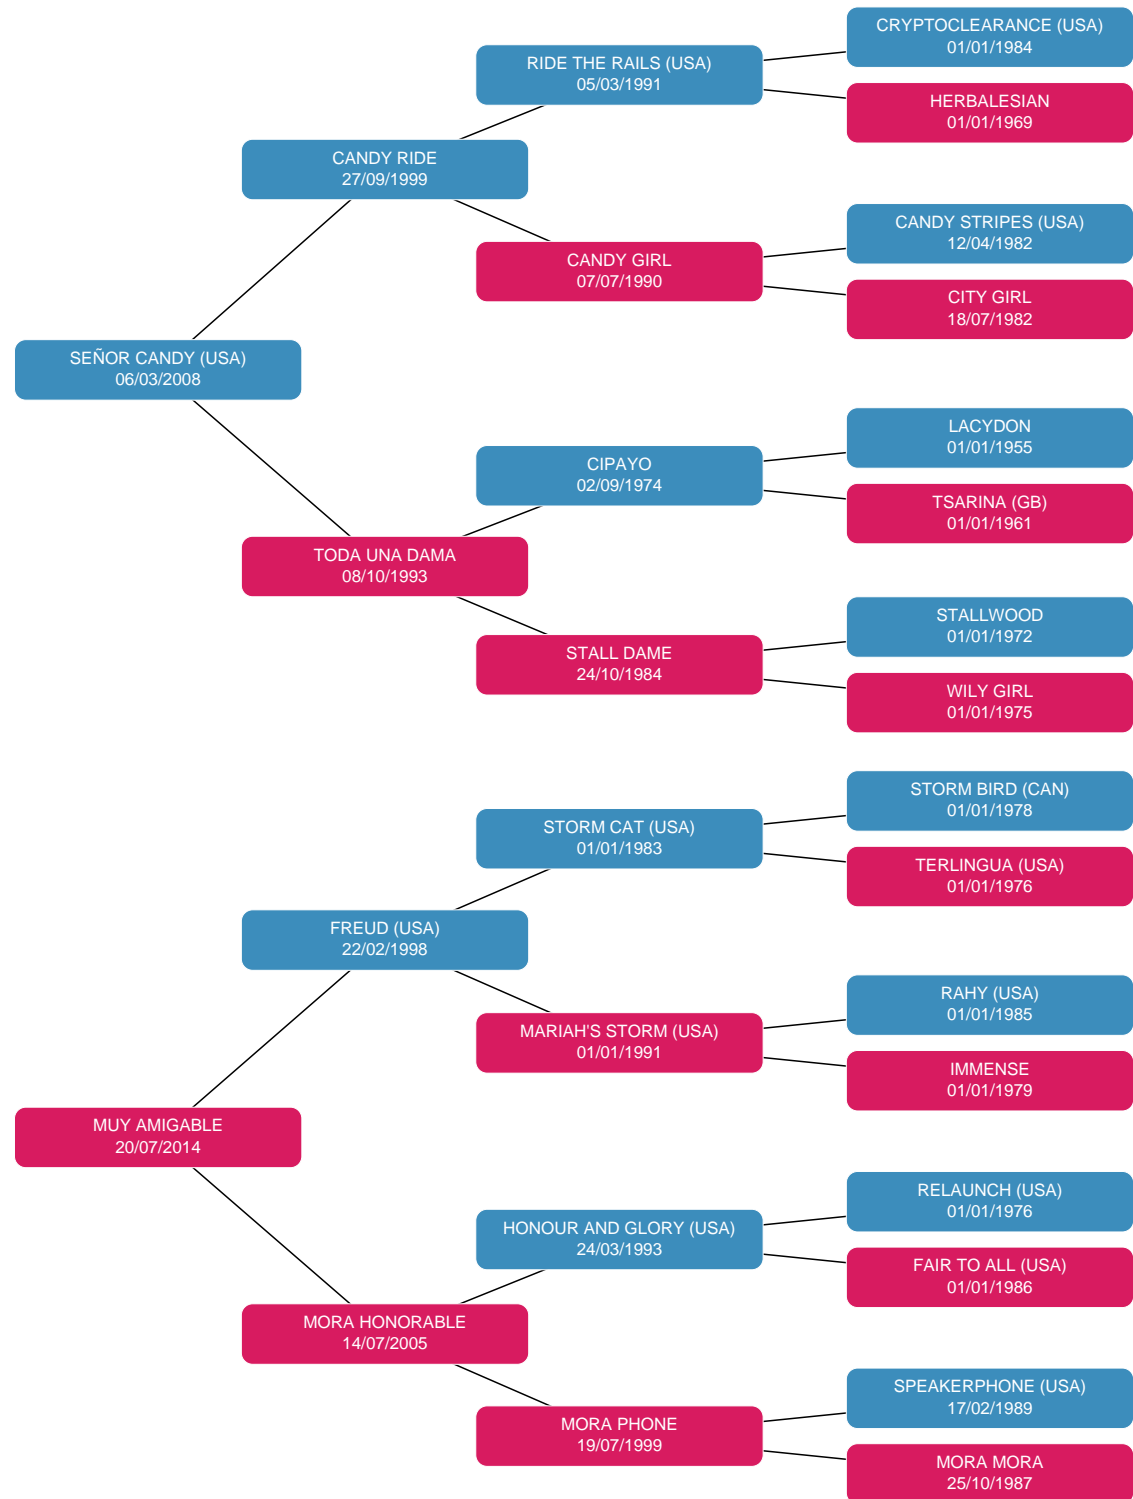 CRYPTOCLEARANCE (USA)
01/01/1984
RIDE THE RAILS (USA)
05/03/1991
HERBALESIAN
01/01/1969
CANDY RIDE
27/09/1999
CANDY STRIPES (USA)
12/04/1982
CANDY GIRL
07/07/1990
CITY GIRL
18/07/1982
SEÑOR CANDY (USA)
06/03/2008
LACYDON
01/01/1955
CIPAYO
02/09/1974
TSARINA (GB)
01/01/1961
TODA UNA DAMA
08/10/1993
STALLWOOD
01/01/1972
STALL DAME
24/10/1984
WILY GIRL
01/01/1975
STORM BIRD (CAN)
01/01/1978
STORM CAT (USA)
01/01/1983
TERLINGUA (USA)
01/01/1976
FREUD (USA)
22/02/1998
RAHY (USA)
01/01/1985
MARIAH'S STORM (USA)
01/01/1991
IMMENSE
01/01/1979
MUY AMIGABLE
20/07/2014
RELAUNCH (USA)
01/01/1976
HONOUR AND GLORY (USA)
24/03/1993
FAIR TO ALL (USA)
01/01/1986
MORA HONORABLE
14/07/2005
SPEAKERPHONE (USA)
17/02/1989
MORA PHONE
19/07/1999
MORA MORA
25/10/1987